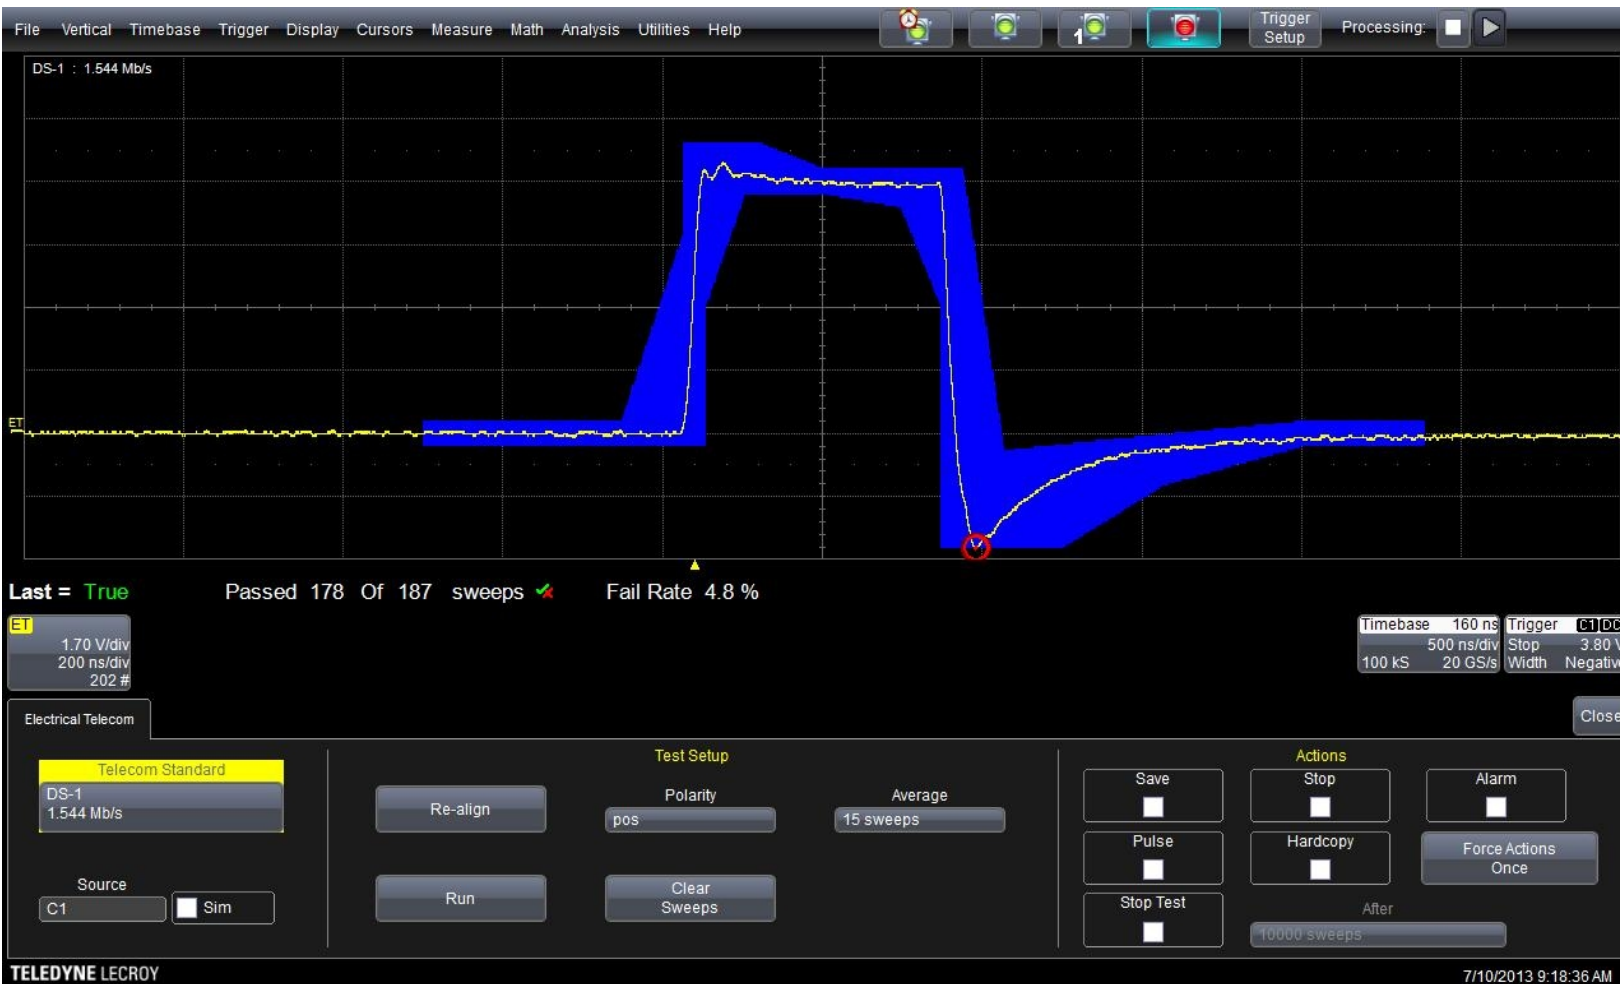 File Vertical Timebase Trigger Display Cursors Measure Math Analysis Utilities Help
1
Trigger
Setup
Processing:
DS-1 : 1.544 Mb/s
ET
Last = True Passed 178 Of 187 sweeps Fail Rate 4.8 %
ET
1.70 V/div
200 ns/div
202 #
Timebase 160 ns
500 ns/div
100 kS 20 GS/s
Trigger C1 DC
Stop 3.80 V
Width Negative
Electrical Telecom
Close
Telecom Standard
DS-1
1.544 Mb/s
Source
C1
Sim
Test Setup
Re-align
Polarity
pos
Average
15 sweeps
Run
Clear
Sweeps
Actions
Save
Stop
Alarm
Pulse
Hardcopy
Force Actions
Once
Stop Test
After
10000 sweeps
TELEDYNE LECROY
7/10/2013 9:18:36 AM